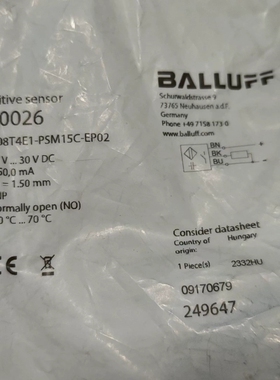 itive sensor
0026
08T4E1-PSM15C-EP02
V ... 30 V DC
50,0 mA
= 1.50 mm
NP
ormally open (NO)
°C ... 70 °C
CE
BALLUFF
Schurwaldstrasse 9
73765 Neuhausen a.d.F.
Germany
Phone +49 7158 173 0
www.balluff.com
BN
BK
BU
Consider datasheet
Country of origin: Hungary
1 Piece(s) 2332HU
09170679
249647